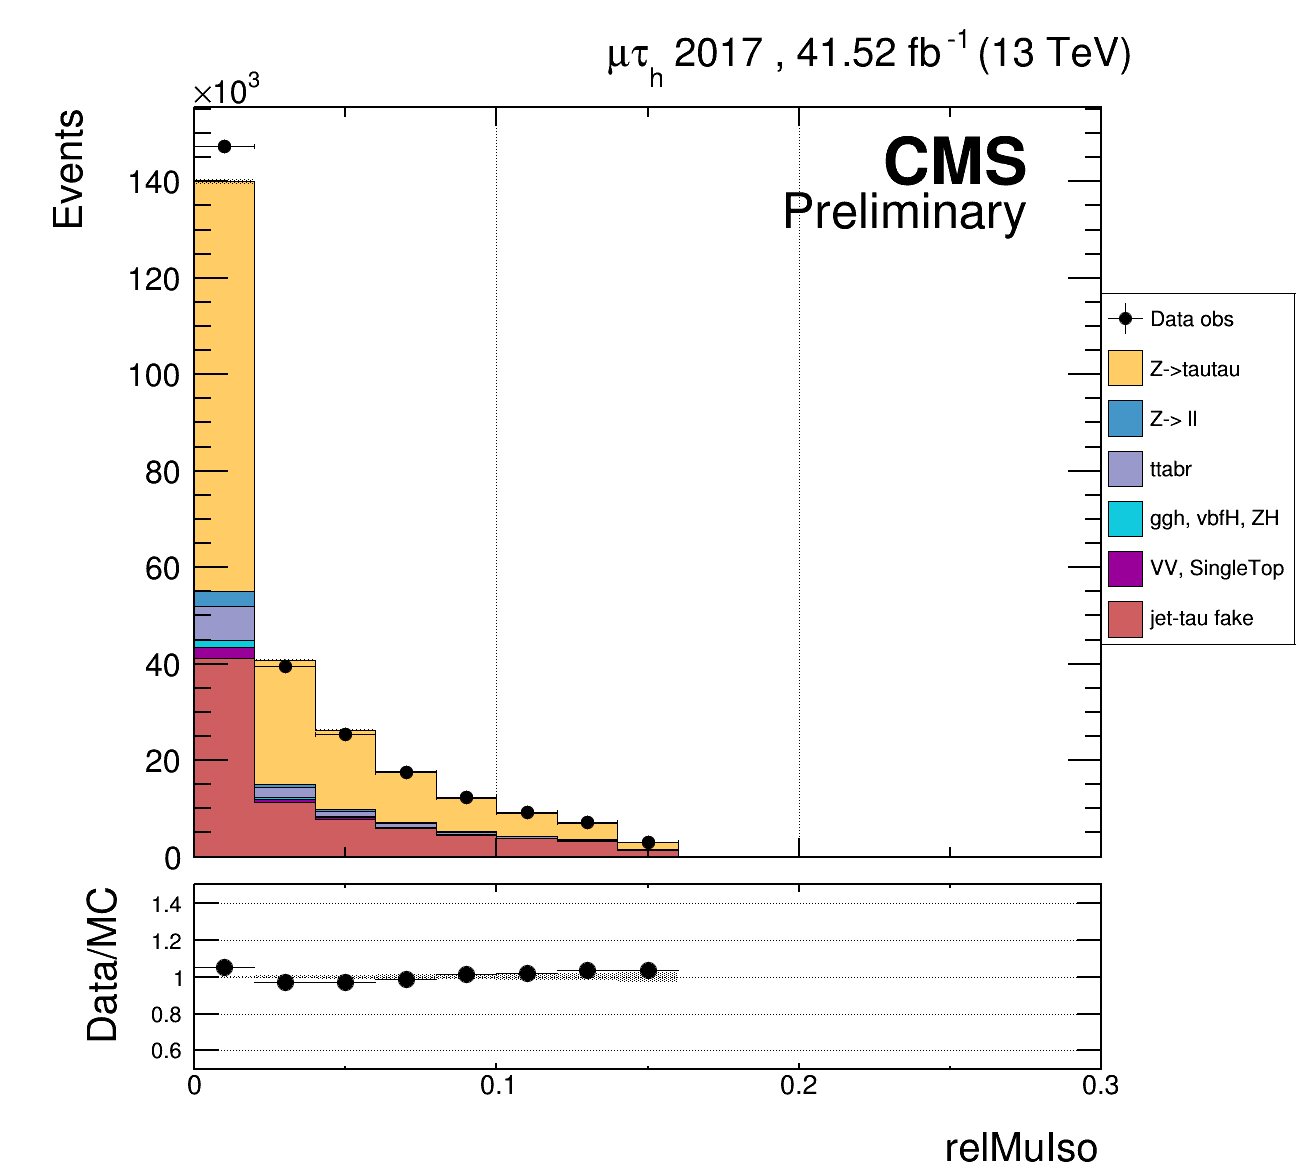 μτh 2017 , 41.52 fb-1 (13 TeV)
×10³
Events
CMS
Preliminary
140
120
100
80
60
40
20
0
Data obs
Z->tautau
Z-> ll
ttabr
ggh, vbfH, ZH
VV, SingleTop
jet-tau fake
Data/MC
1.4
1.2
1
0.8
0.6
0 0.1 0.2 0.3
relMuIso